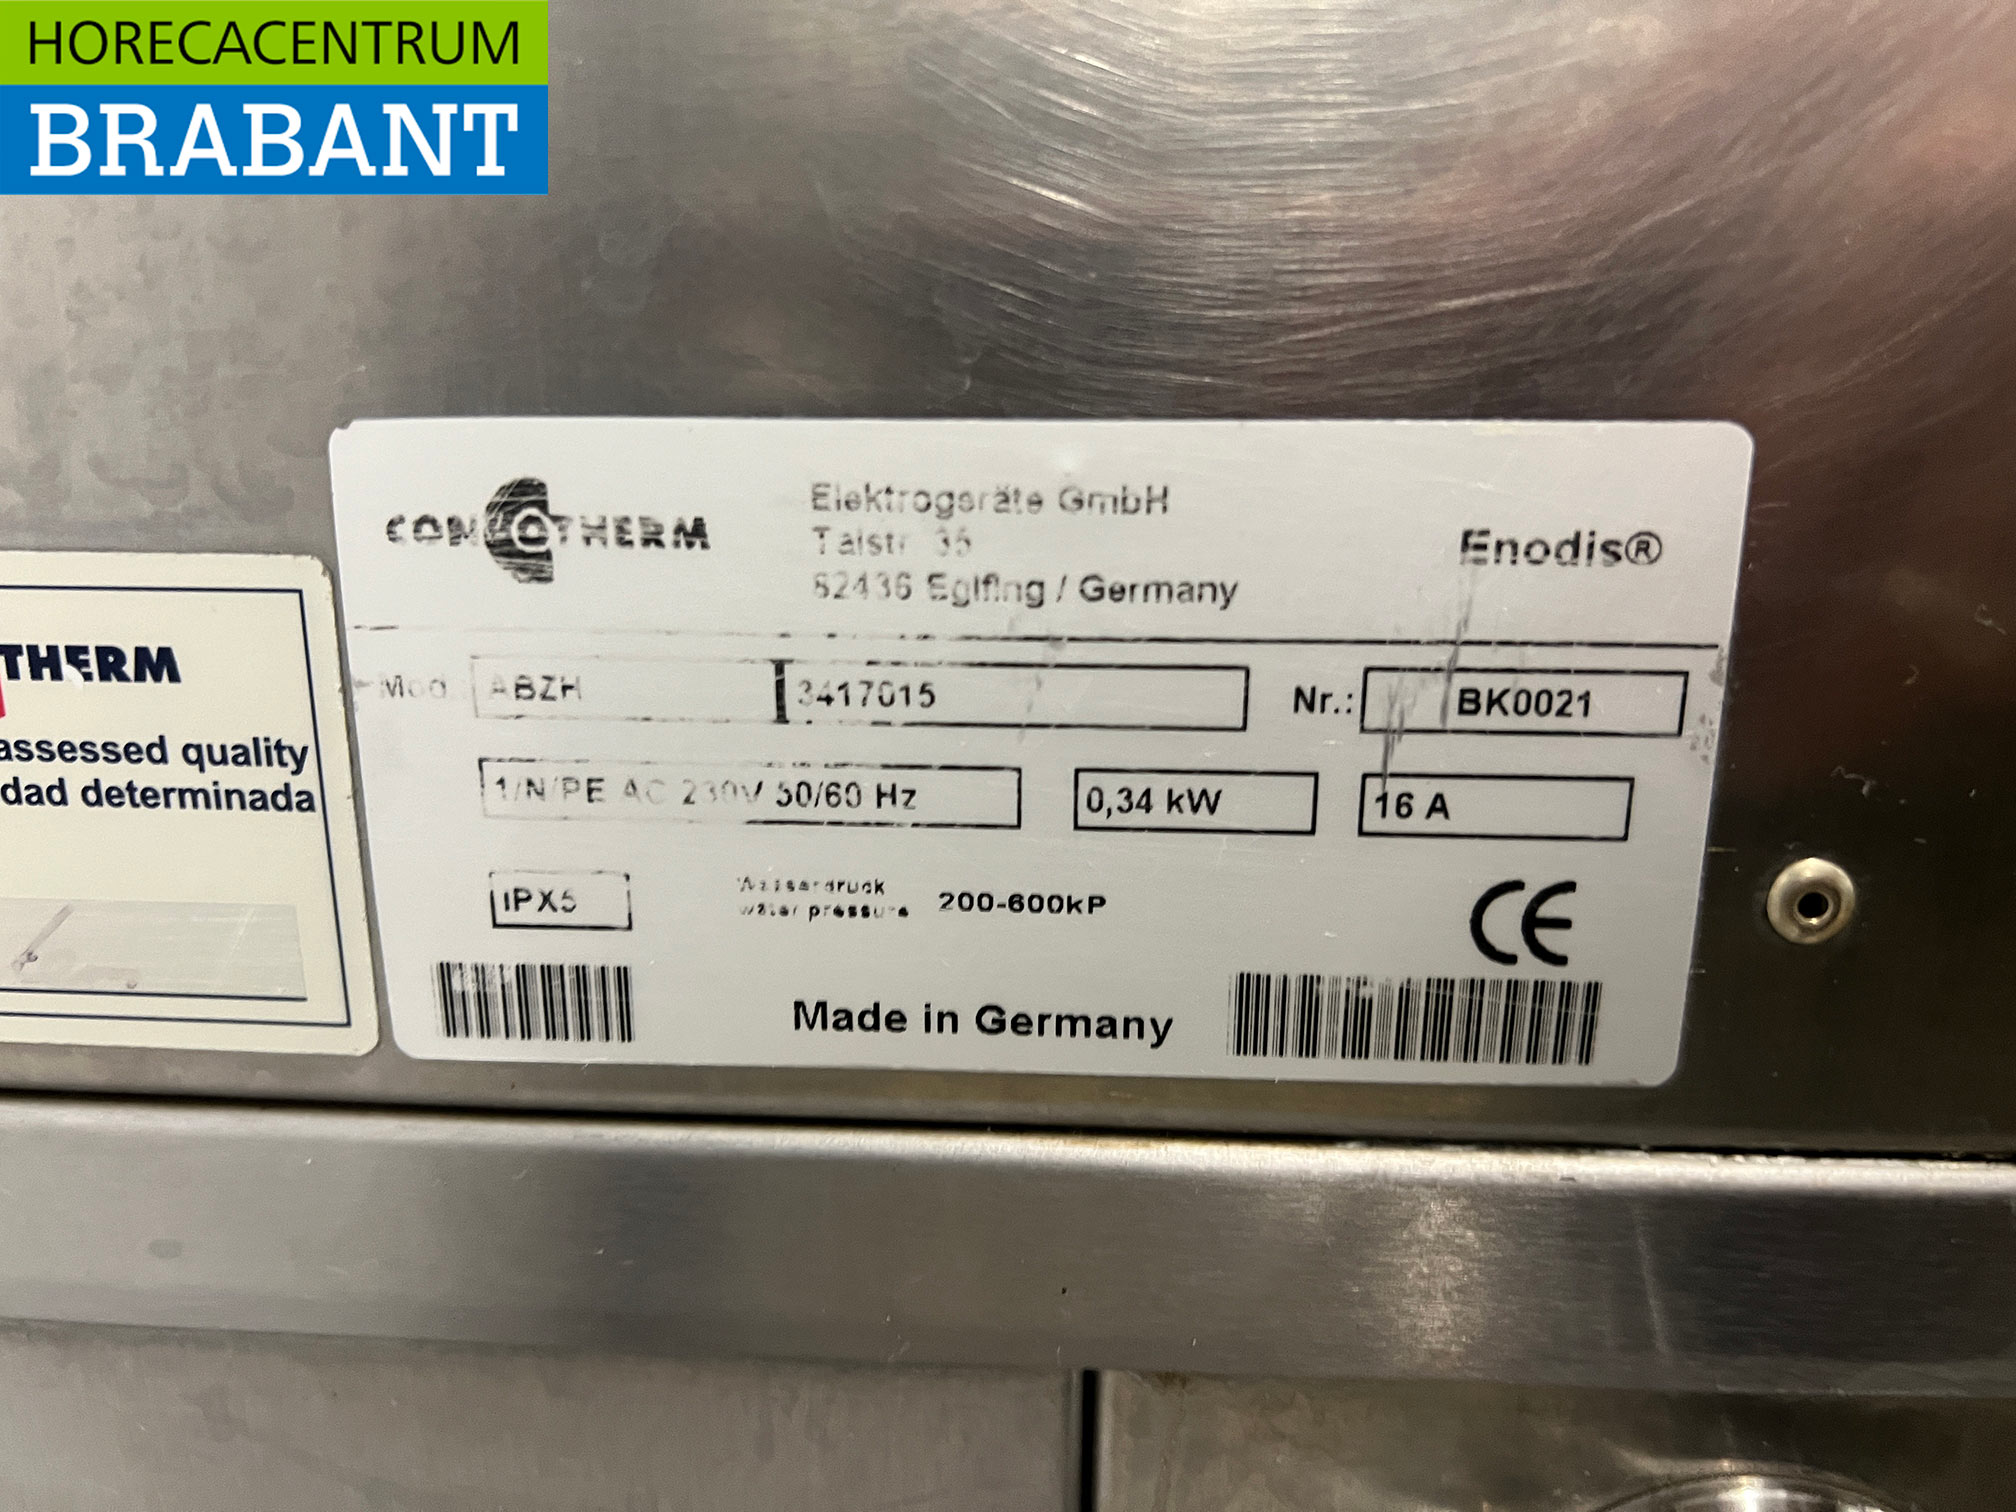 HORECACENTRUM
BRABANT
THERM
assessed quality
dad determinada
CONVOTHERM
Elektrogeräte GmbH
Talstr. 35
82436 Eglfing / Germany
Enodis®
Mod.: ABZH 3417015
Nr.: BK0021
1/N/PE AC 230V 50/60 Hz
0,34 kW
16 A
IPX5
Wasserdruck
water pressure
200-600kP
CE
Made in Germany